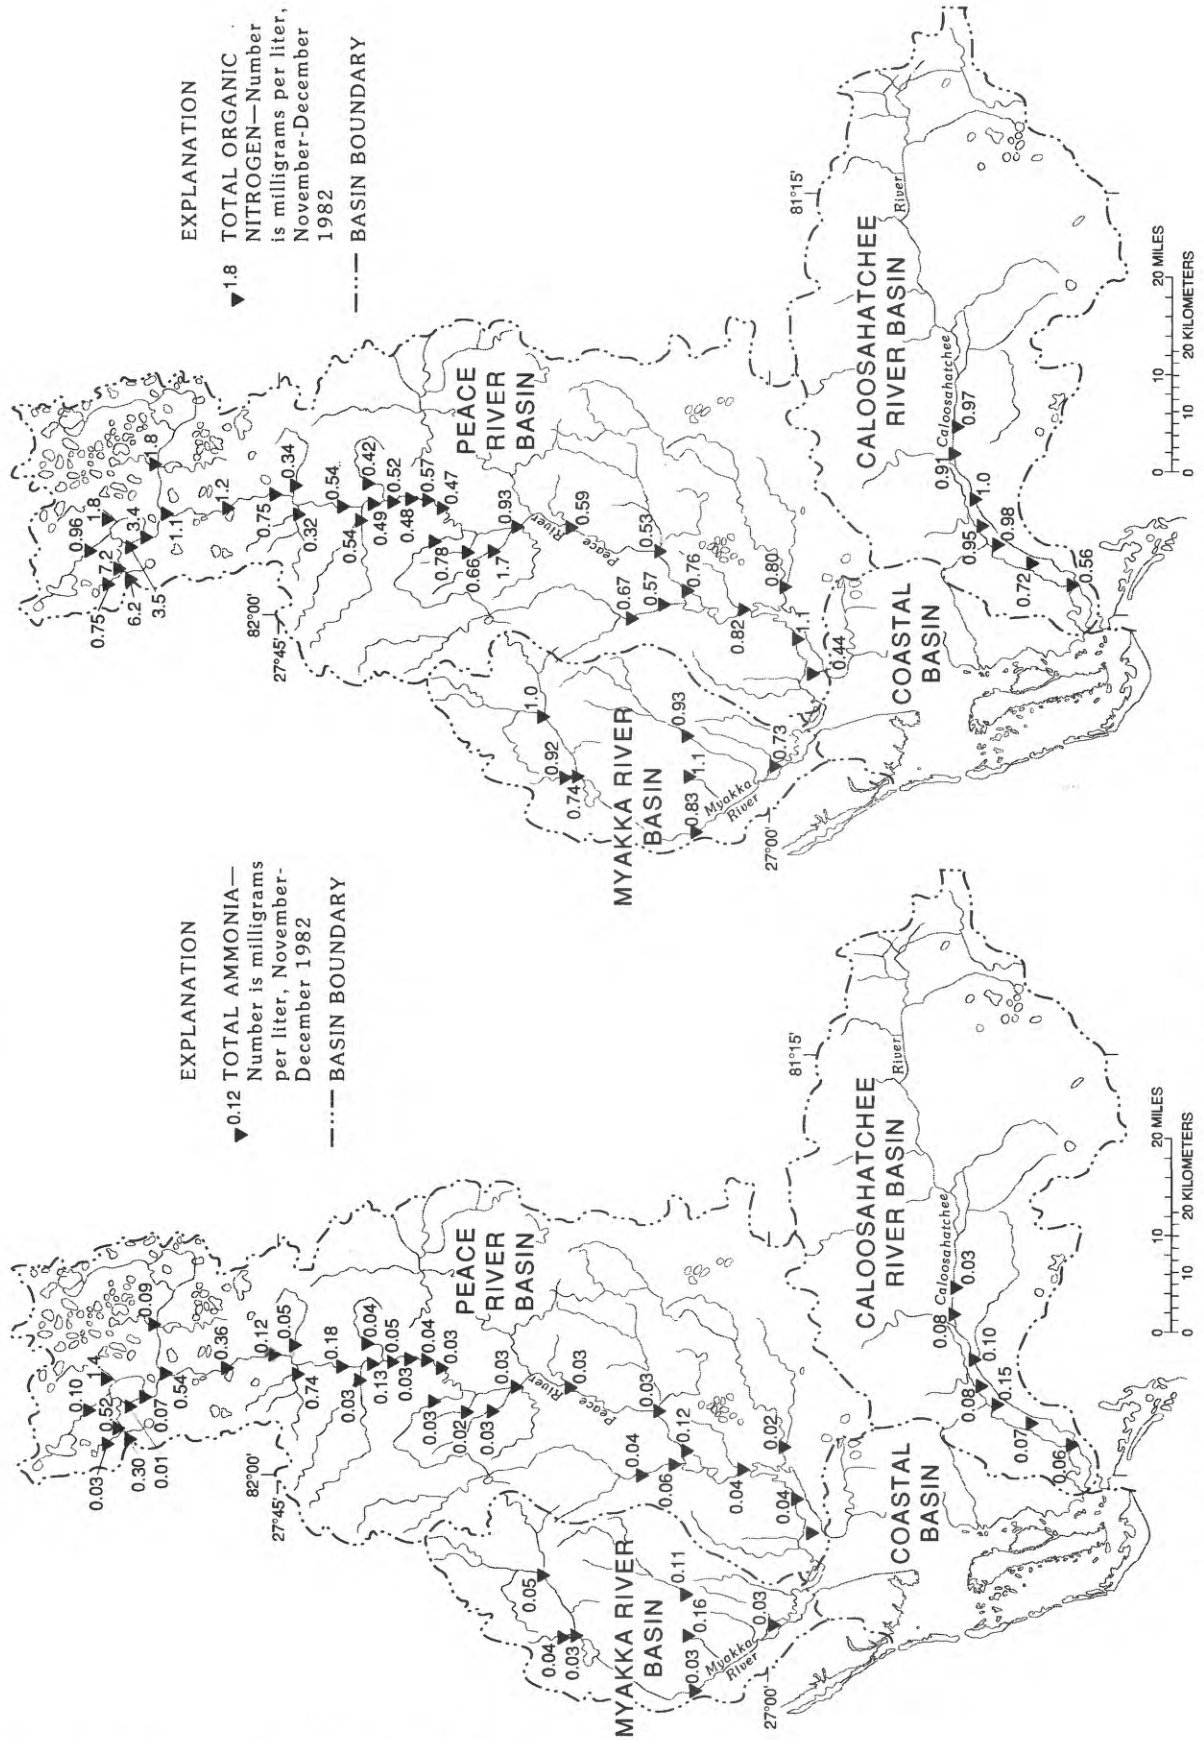 EXPLANATION
▼1.8 TOTAL ORGANIC
NITROGEN—Number
is milligrams per liter,
November-December
1982
BASIN BOUNDARY
0.96
1.8
7.2
3.4
0.75
6.2
3.5
1.8
1.1
1.2
82°00'
27°45'
0.75
0.34
0.32
0.54
0.54
0.42
0.49
0.52
0.48
0.57
0.47
0.78
0.66
1.7
0.93
PEACE
RIVER
BASIN
Peace
River
0.59
0.53
0.67
0.57
0.76
0.82
0.80
1.1
0.44
1.0
0.92
0.74
MYAKKA RIVER
BASIN
0.93
1.1
0.83
Myakka
River
0.73
27°00'
COASTAL
BASIN
81°15'
CALOOSAHATCHEE
RIVER BASIN
Caloosahatchee
River
0.97
0.91
1.0
0.95
0.98
0.72
0.56
0 10 20 MILES
0 10 20 KILOMETERS
EXPLANATION
▼0.12 TOTAL AMMONIA—
Number is milligrams
per liter, November-
December 1982
BASIN BOUNDARY
0.10
1.4
0.52
0.07
0.03
0.30
0.01
0.09
0.54
0.36
82°00'
27°45'
0.12
0.05
0.74
0.18
0.03
0.04
0.13
0.05
0.03
0.04
0.03
0.03
0.02
0.03
0.03
PEACE
RIVER
BASIN
Peace
River
0.03
0.03
0.04
0.06
0.12
0.04
0.02
0.04
0.05
0.04
0.03
MYAKKA RIVER
BASIN
0.11
0.16
0.03
Myakka
River
0.03
27°00'
COASTAL
BASIN
81°15'
CALOOSAHATCHEE
RIVER BASIN
Caloosahatchee
River
0.03
0.08
0.10
0.08
0.15
0.07
0.06
0 10 20 MILES
0 10 20 KILOMETERS